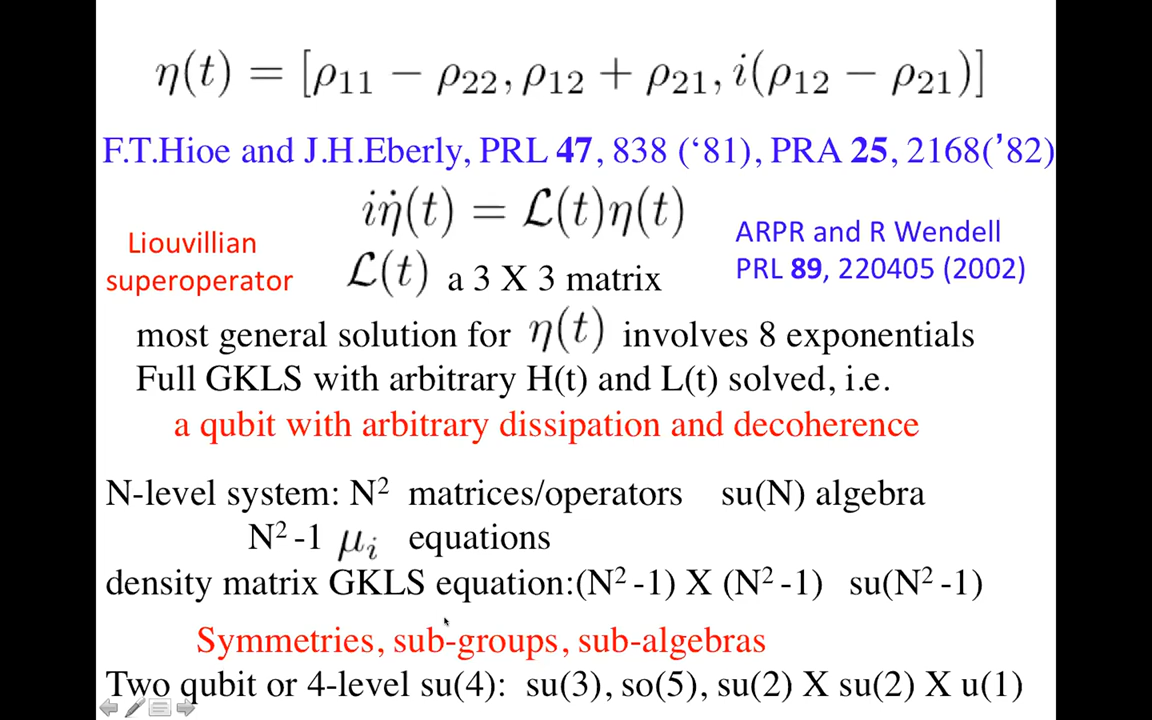 η(t) = [ρ₁₁ − ρ₂₂, ρ₁₂ + ρ₂₁, i(ρ₁₂ − ρ₂₁)]
F.T.Hioe and J.H.Eberly, PRL 47, 838 (‘81), PRA 25, 2168(’82)
iη̇(t) = ℒ(t)η(t)
Liouvillian
superoperator
ARPR and R Wendell
PRL 89, 220405 (2002)
ℒ(t) a 3 X 3 matrix
most general solution for η(t) involves 8 exponentials
Full GKLS with arbitrary H(t) and L(t) solved, i.e.
a qubit with arbitrary dissipation and decoherence
N-level system: N² matrices/operators su(N) algebra
N² -1 μᵢ equations
density matrix GKLS equation:(N² -1) X (N² -1) su(N² -1)
Symmetries, sub-groups, sub-algebras
Two qubit or 4-level su(4): su(3), so(5), su(2) X su(2) X u(1)